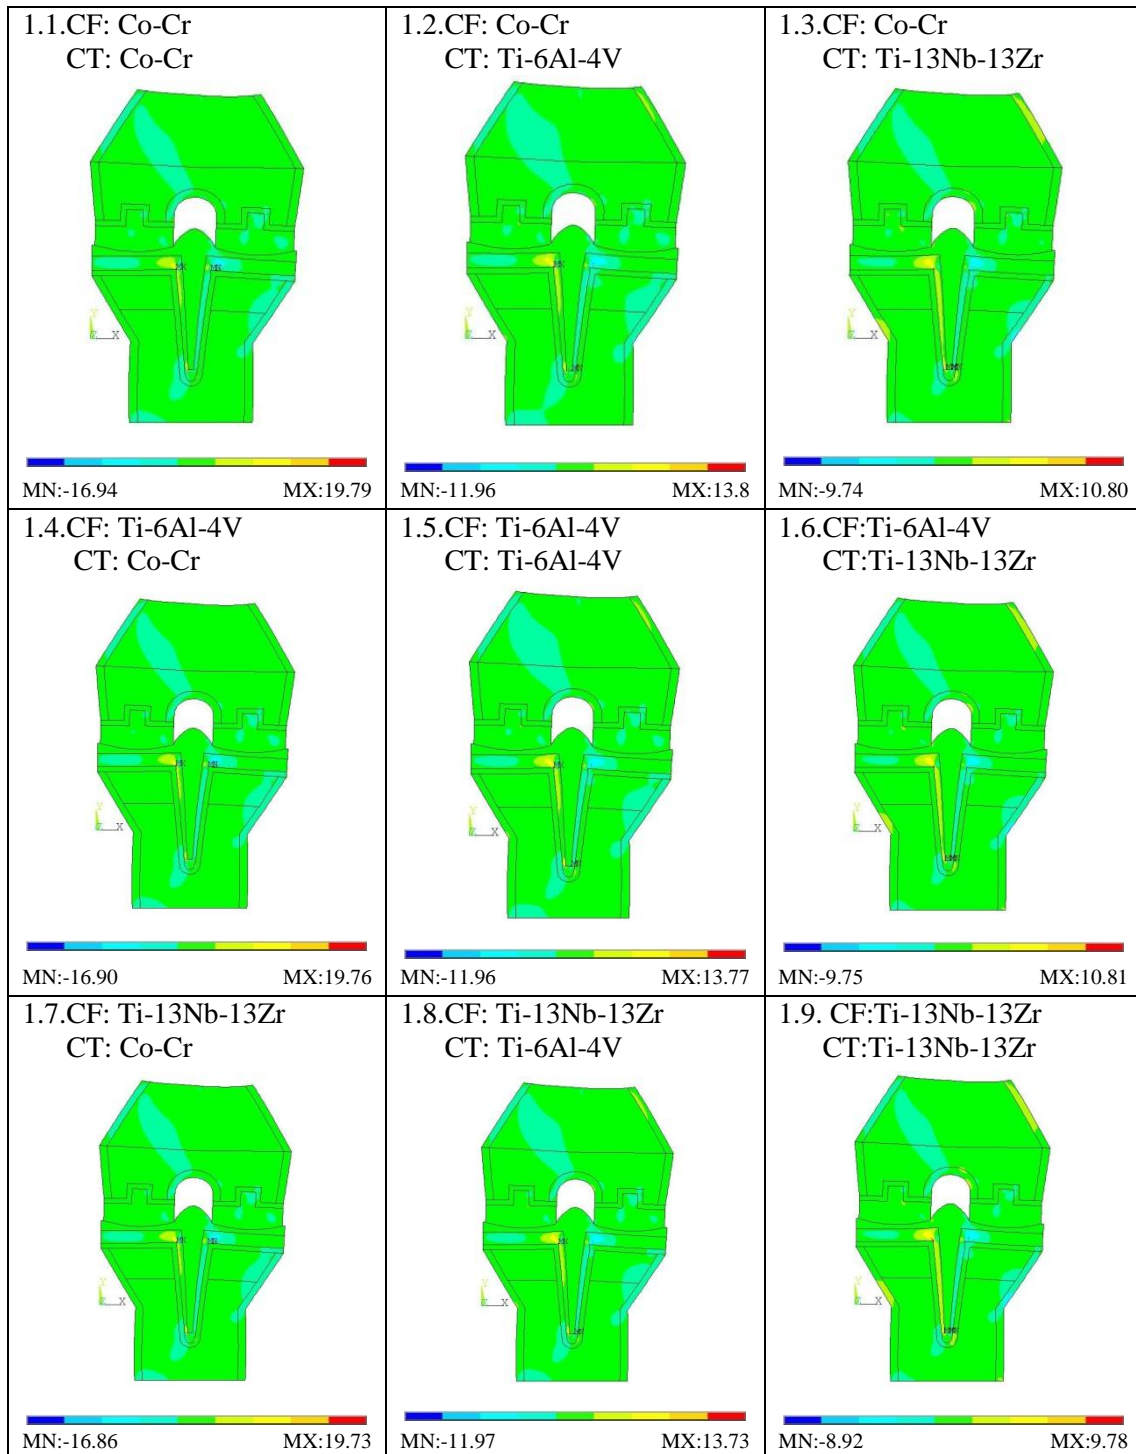 1.1.CF: Co-Cr
CT: Co-Cr
MN:-16.94 MX:19.79
1.2.CF: Co-Cr
CT: Ti-6Al-4V
MN:-11.96 MX:13.8
1.3.CF: Co-Cr
CT: Ti-13Nb-13Zr
MN:-9.74 MX:10.80
1.4.CF: Ti-6Al-4V
CT: Co-Cr
MN:-16.90 MX:19.76
1.5.CF: Ti-6Al-4V
CT: Ti-6Al-4V
MN:-11.96 MX:13.77
1.6.CF:Ti-6Al-4V
CT:Ti-13Nb-13Zr
MN:-9.75 MX:10.81
1.7.CF: Ti-13Nb-13Zr
CT: Co-Cr
MN:-16.86 MX:19.73
1.8.CF: Ti-13Nb-13Zr
CT: Ti-6Al-4V
MN:-11.97 MX:13.73
1.9. CF:Ti-13Nb-13Zr
CT:Ti-13Nb-13Zr
MN:-8.92 MX:9.78